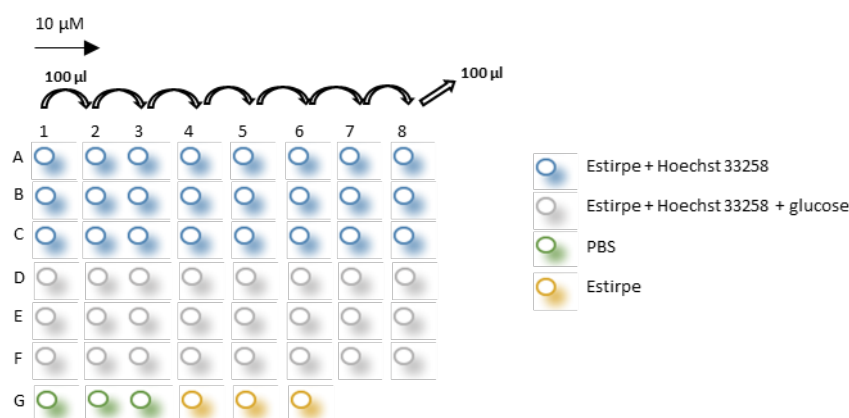 10 µM
100 µl
100 µl
1 2 3 4 5 6 7 8
A
B
C
D
E
F
G
Estirpe + Hoechst 33258
Estirpe + Hoechst 33258 + glucose
PBS
Estirpe